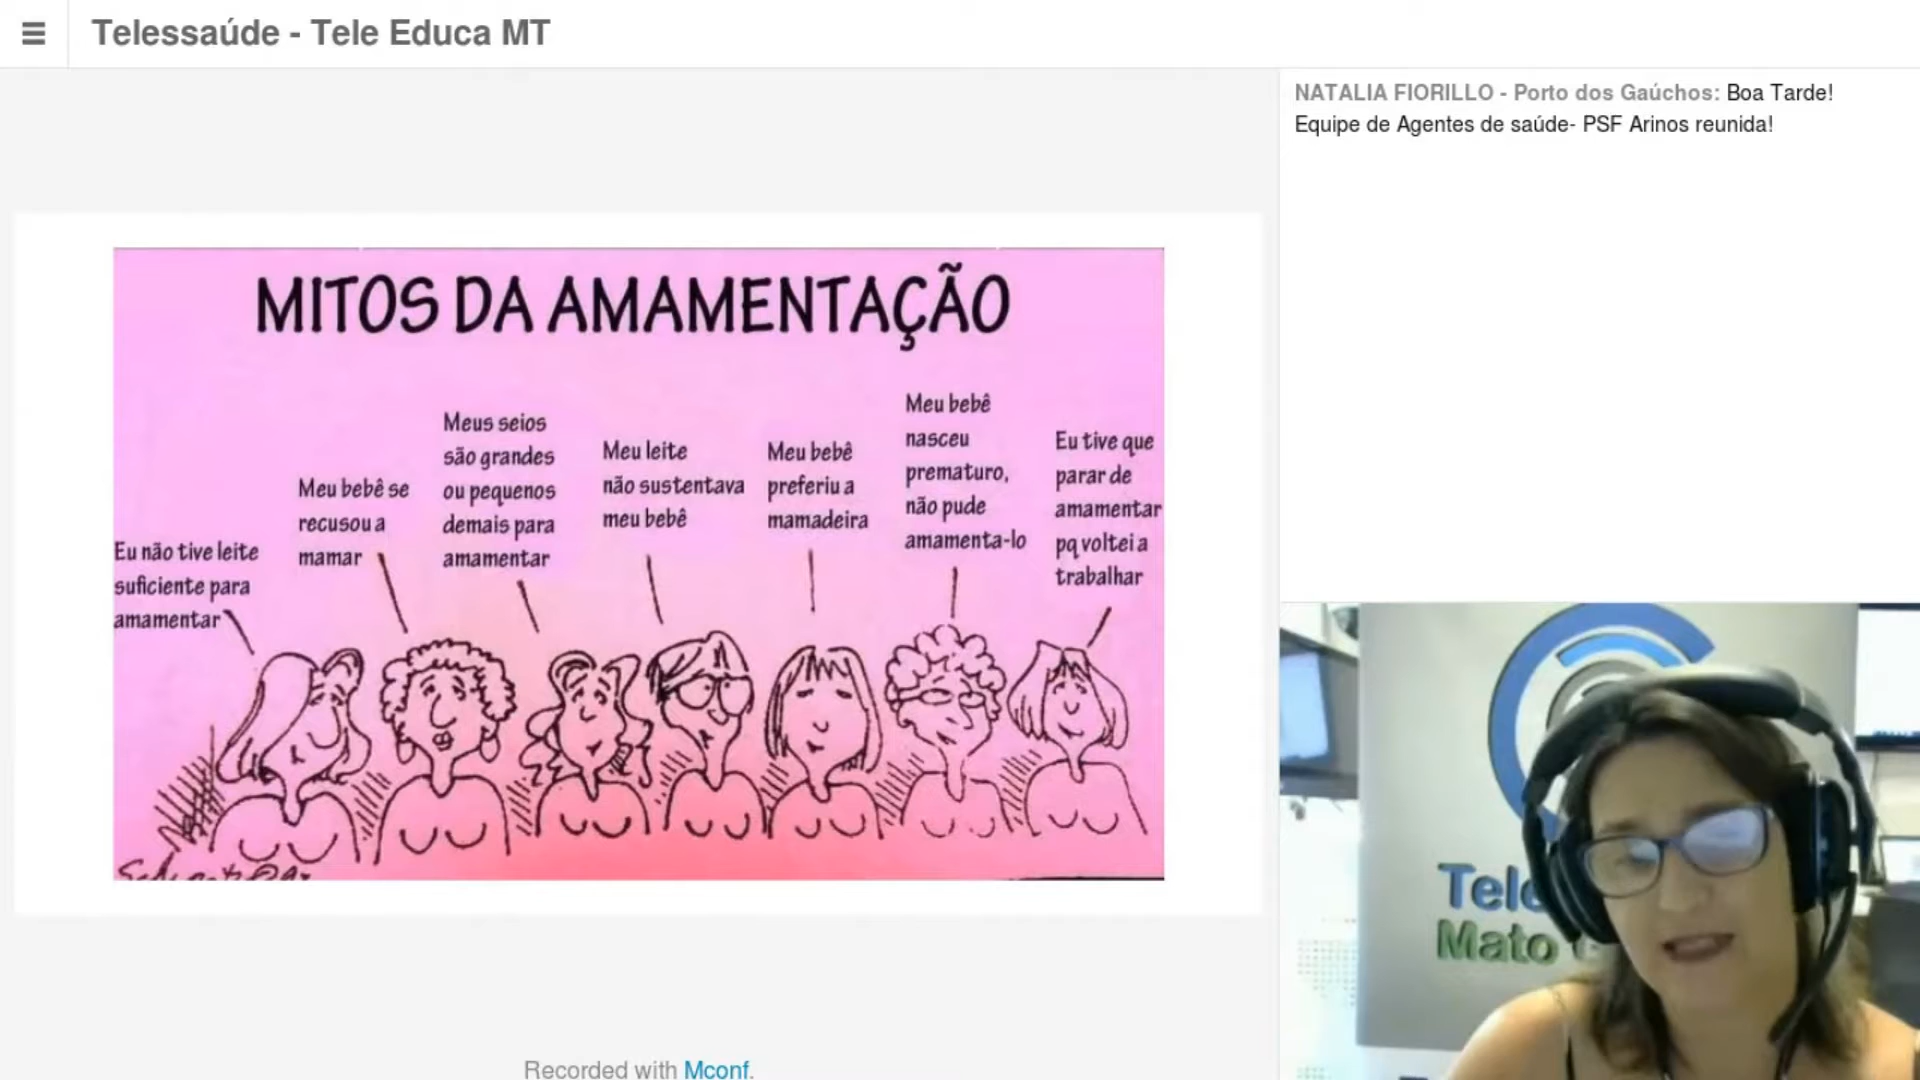 Telessaúde - Tele Educa MT
NATALIA FIORILLO - Porto dos Gaúchos: Boa Tarde!
Equipe de Agentes de saúde- PSF Arinos reunida!
MITOS DA AMAMENTAÇÃO
Eu não tive leite
suficiente para
amamentar
Meu bebê se
recusou a
mamar
Meus seios
são grandes
ou pequenos
demais para
amamentar
Meu leite
não sustentava
meu bebê
Meu bebê
preferiu a
mamadeira
Meu bebê
nasceu
prematuro,
não pude
amamenta-lo
Eu tive que
parar de
amamentar
pq voltei a
trabalhar
Tele
Mato
Recorded with Mconf.